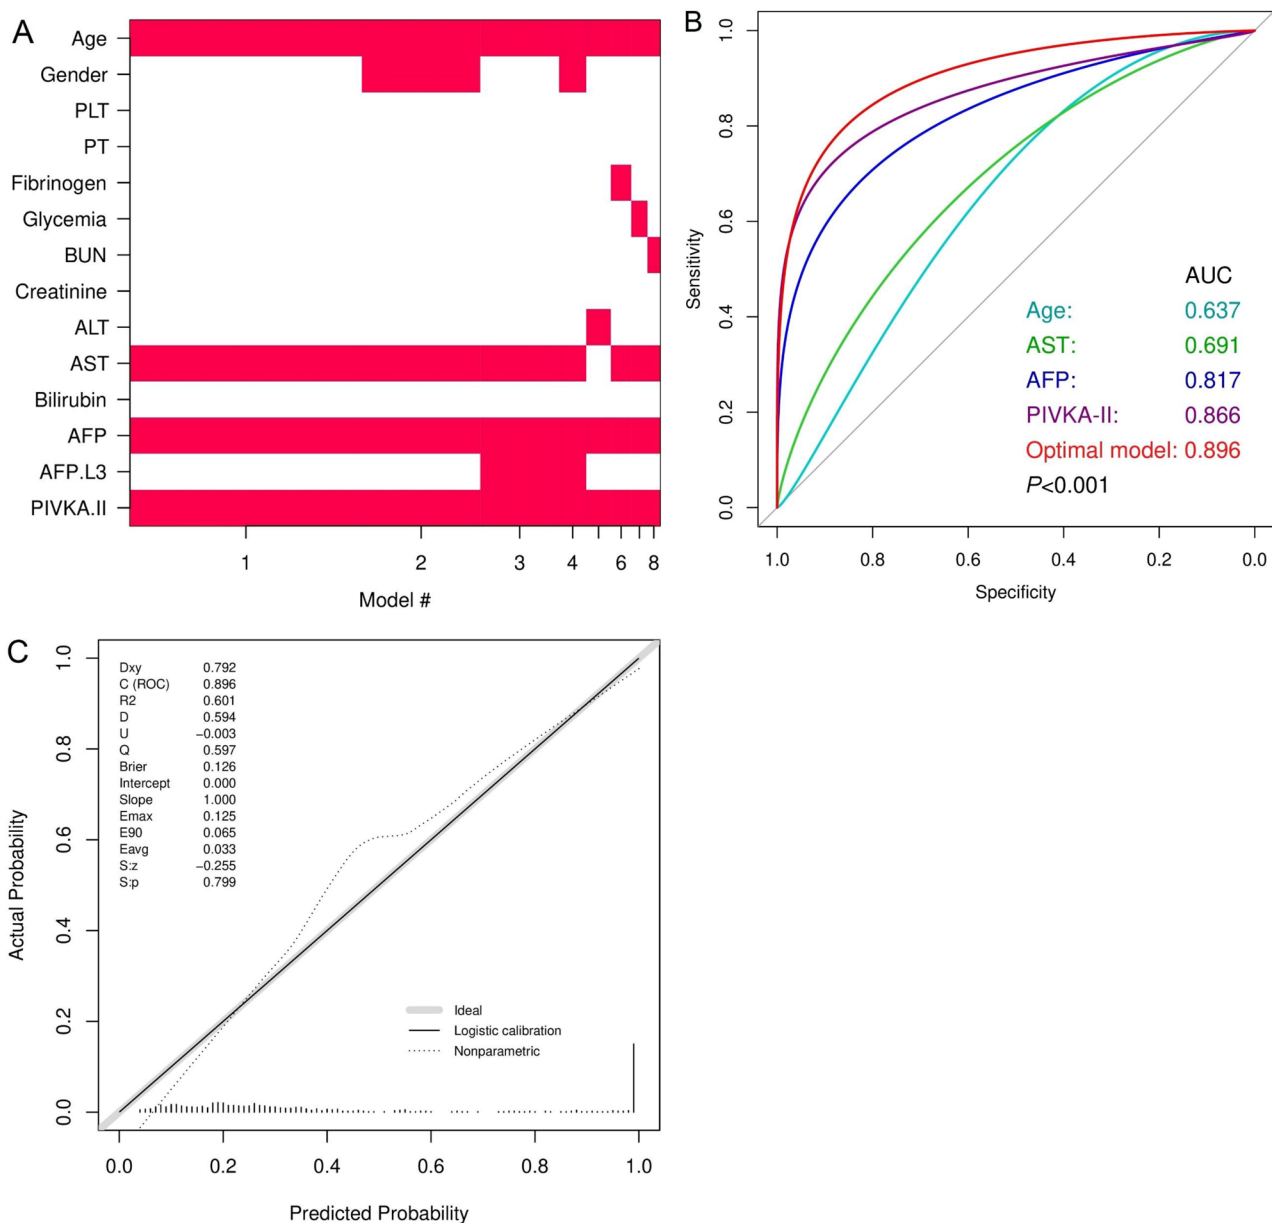 A
Age
Gender
PLT
PT
Fibrinogen
Glycemia
BUN
Creatinine
ALT
AST
Bilirubin
AFP
AFP.L3
PIVKA.II
1 2 3 4 6 8
Model #
B
1.0
0.8
0.6
0.4
0.2
0.0
Sensitivity
AUC
Age: 0.637
AST: 0.691
AFP: 0.817
PIVKA-II: 0.866
Optimal model: 0.896
P<0.001
1.0 0.8 0.6 0.4 0.2 0.0
Specificity
C
1.0
0.8
0.6
0.4
0.2
0.0
Actual Probability
Dxy 0.792
C (ROC) 0.896
R2 0.601
D 0.594
U −0.003
Q 0.597
Brier 0.126
Intercept 0.000
Slope 1.000
Emax 0.125
E90 0.065
Eavg 0.033
S:z −0.255
S:p 0.799
Ideal
Logistic calibration
Nonparametric
0.0 0.2 0.4 0.6 0.8 1.0
Predicted Probability